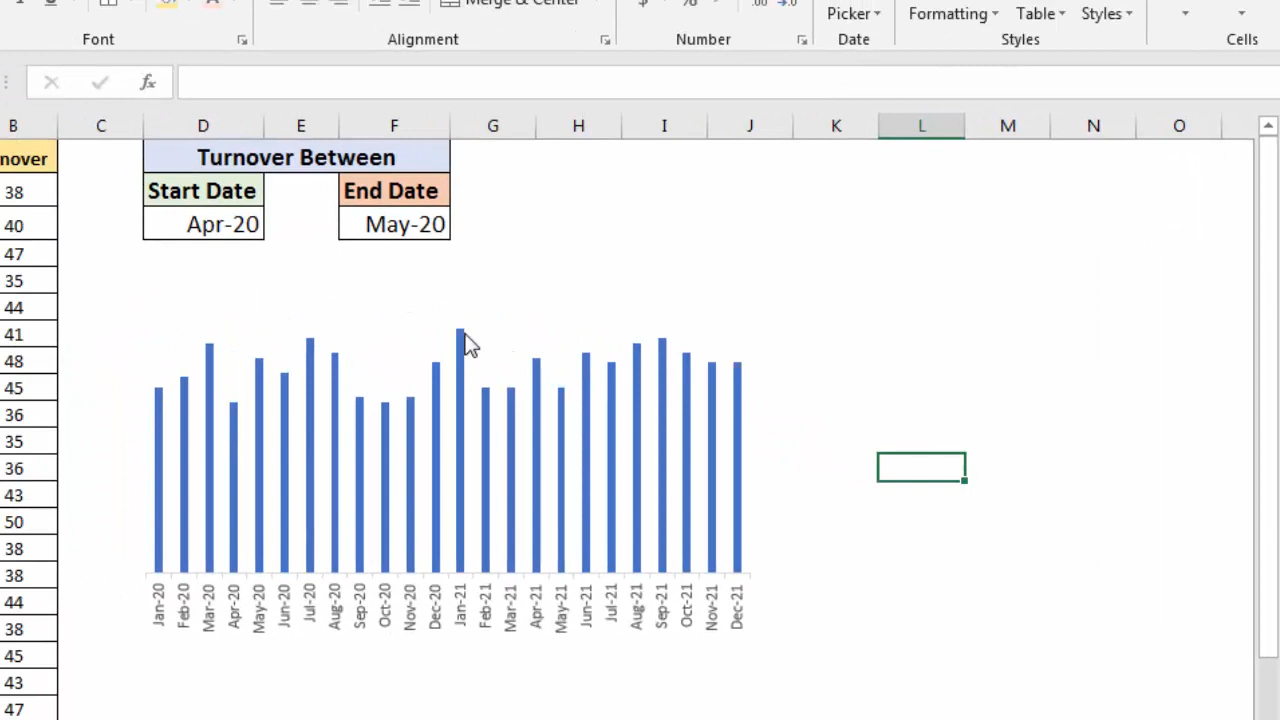 Merge & Center
$
%
.00
Picker
Formatting
Table
Styles
Font
Alignment
Number
Date
Styles
Cells
fx
B
C
D
E
F
G
H
I
J
K
L
M
N
O
nover
Turnover Between
38
Start Date
End Date
40
Apr-20
May-20
47
35
44
41
48
45
36
35
36
43
50
38
38
44
38
45
43
47
Jan-20
Feb-20
Mar-20
Apr-20
May-20
Jun-20
Jul-20
Aug-20
Sep-20
Oct-20
Nov-20
Dec-20
Jan-21
Feb-21
Mar-21
Apr-21
May-21
Jun-21
Jul-21
Aug-21
Sep-21
Oct-21
Nov-21
Dec-21